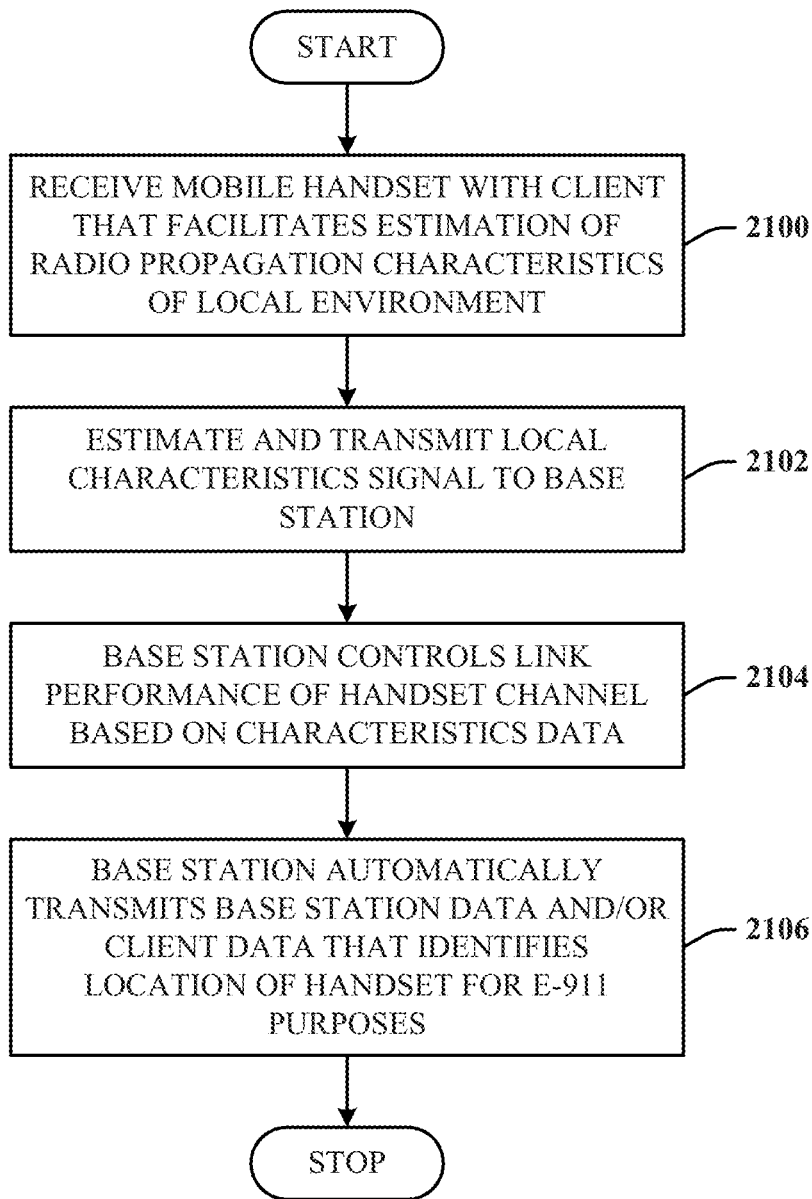 START
RECEIVE MOBILE HANDSET WITH CLIENT
THAT FACILITATES ESTIMATION OF
RADIO PROPAGATION CHARACTERISTICS
OF LOCAL ENVIRONMENT
2100
ESTIMATE AND TRANSMIT LOCAL
CHARACTERISTICS SIGNAL TO BASE
STATION
2102
BASE STATION CONTROLS LINK
PERFORMANCE OF HANDSET CHANNEL
BASED ON CHARACTERISTICS DATA
2104
BASE STATION AUTOMATICALLY
TRANSMITS BASE STATION DATA AND/OR
CLIENT DATA THAT IDENTIFIES
LOCATION OF HANDSET FOR E-911
PURPOSES
2106
STOP